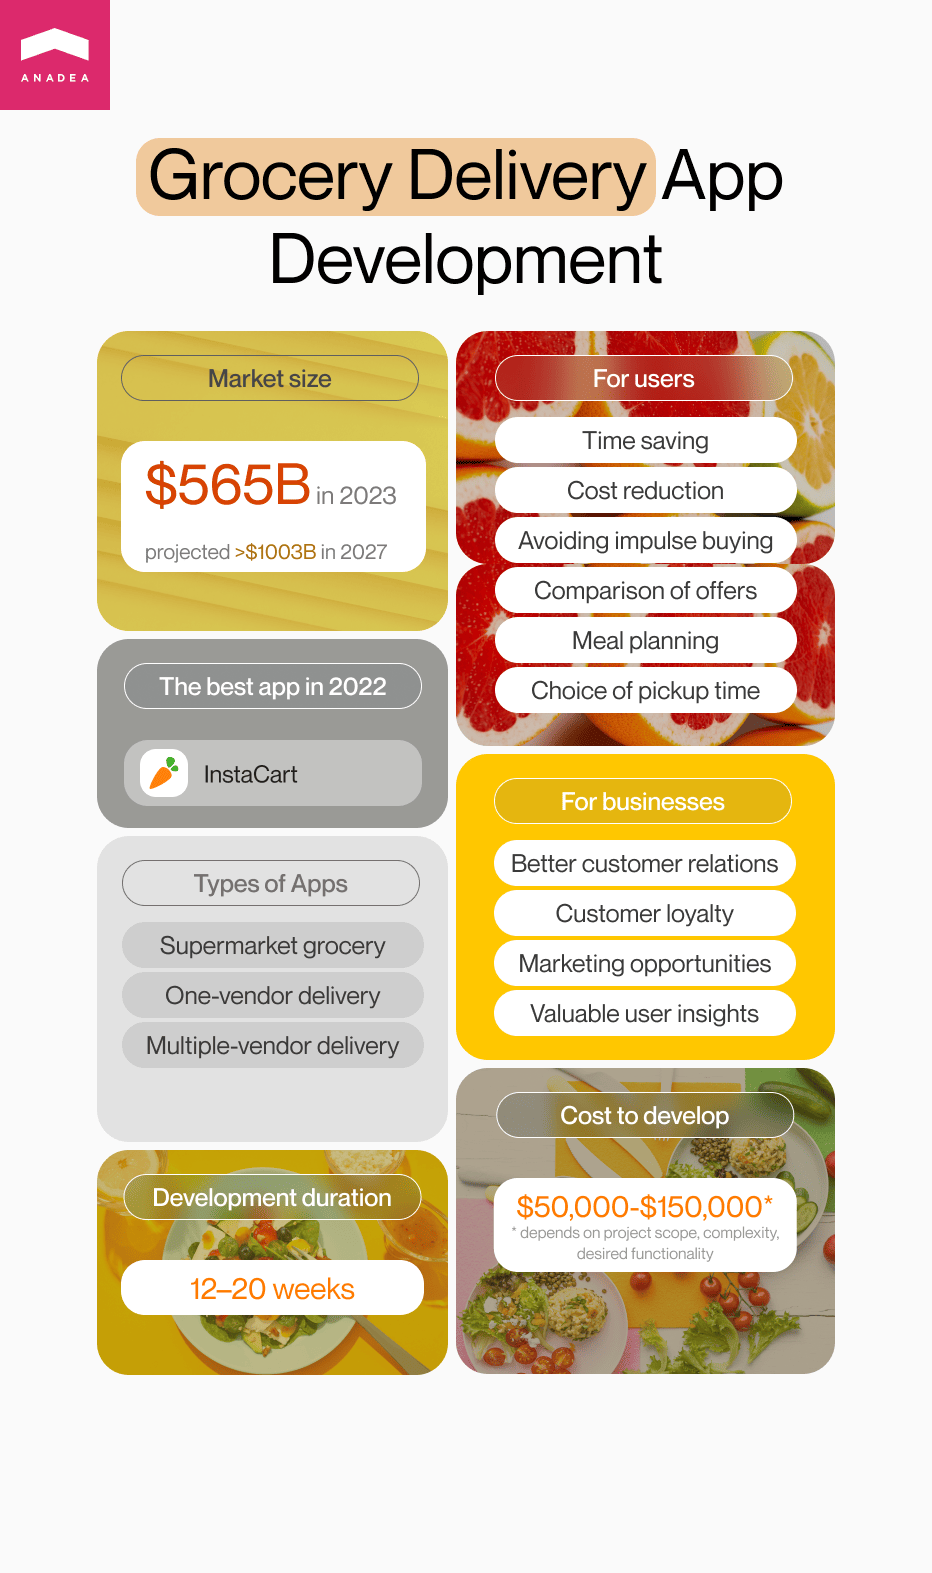 ANADEA
Grocery Delivery App
Development
Market size
$565B in 2023
projected >$1003B in 2027
The best app in 2022
InstaCart
Types of Apps
Supermarket grocery
One-vendor delivery
Multiple-vendor delivery
Development duration
12–20 weeks
For users
Time saving
Cost reduction
Avoiding impulse buying
Comparison of offers
Meal planning
Choice of pickup time
For businesses
Better customer relations
Customer loyalty
Marketing opportunities
Valuable user insights
Cost to develop
$50,000-$150,000*
* depends on project scope, complexity,
desired functionality